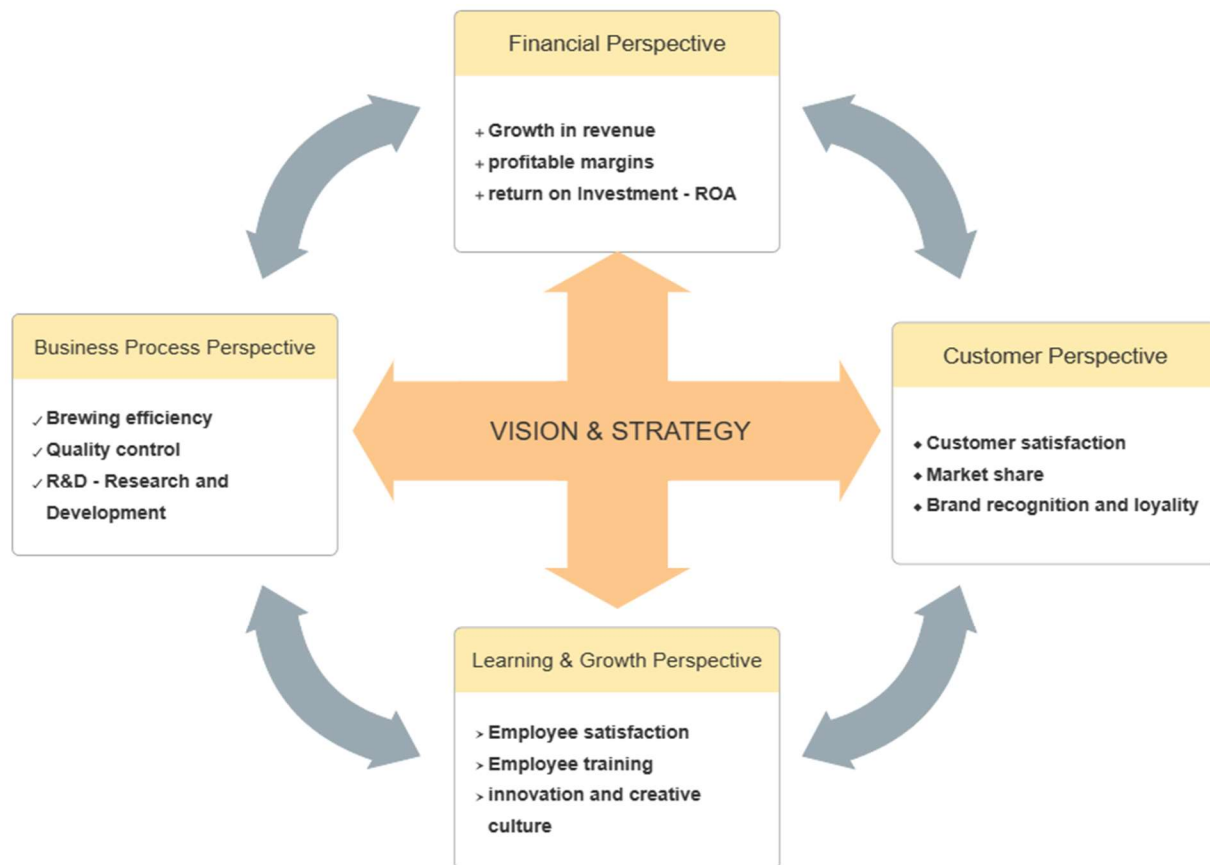 Financial Perspective
+ Growth in revenue
+ profitable margins
+ return on Investment - ROA
Business Process Perspective
✓ Brewing efficiency
✓ Quality control
✓ R&D - Research and
Development
VISION & STRATEGY
Customer Perspective
◆ Customer satisfaction
◆ Market share
◆ Brand recognition and loyality
Learning & Growth Perspective
➢ Employee satisfaction
➢ Employee training
➢ innovation and creative
culture